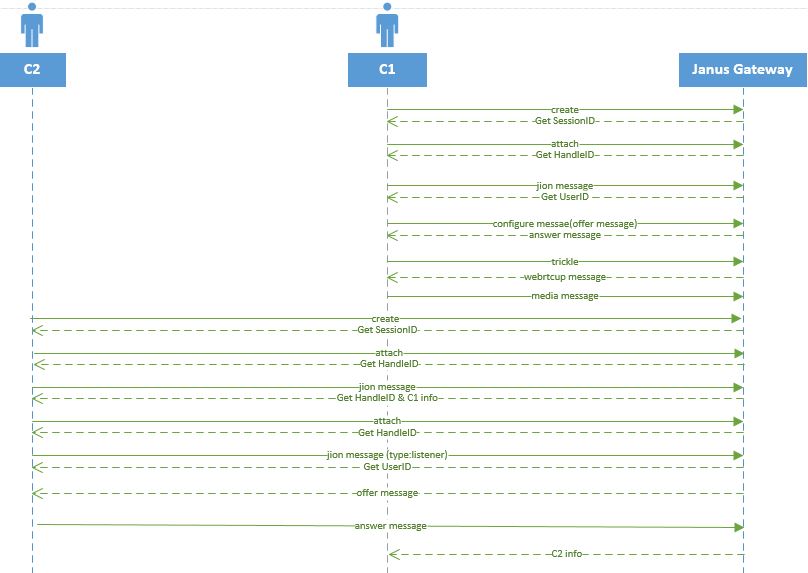 C2
C1
Janus Gateway
create
Get SessionID
attach
Get HandleID
jion message
Get UserID
configure messae(offer message)
answer message
trickle
webrtcup message
media message
create
Get SessionID
attach
Get HandleID
jion message
Get HandleID & C1 info
attach
Get HandleID
jion message (type:listener)
Get UserID
offer message
answer message
C2 info